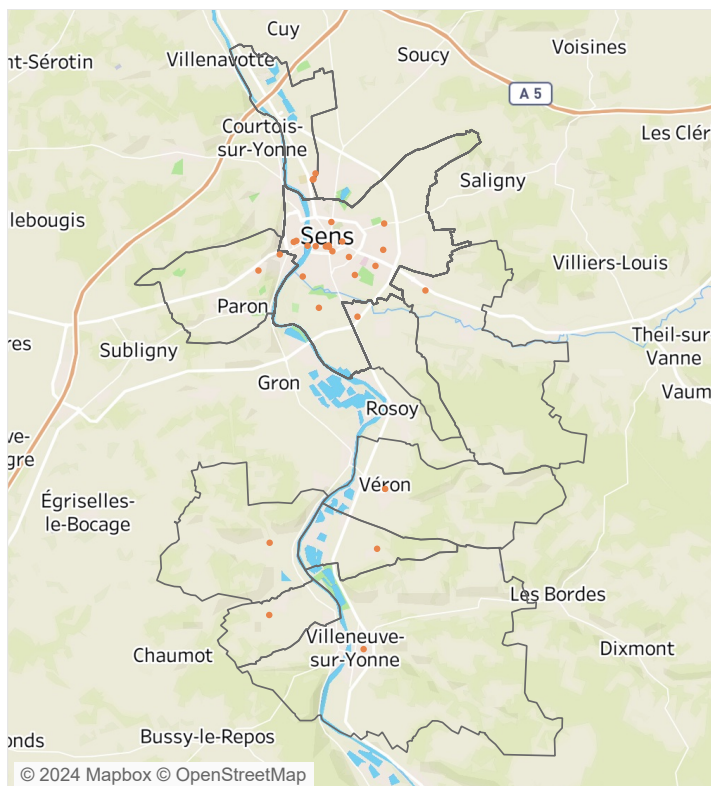 Cuy
Voisines
nt-Sérotin
Villenavotte
Soucy
A 5
Courtois-
sur-Yonne
Les Clér
Saligny
lebougis
Sens
Villiers-Louis
Paron
Theil-sur-
Vanne
res
Subligny
Gron
Vaum
Rosoy
ve-
gre
Véron
Égriselles-
le-Bocage
Les Bordes
Villeneuve-
sur-Yonne
Dixmont
Chaumot
Bussy-le-Repos
onds
© 2024 Mapbox © OpenStreetMap